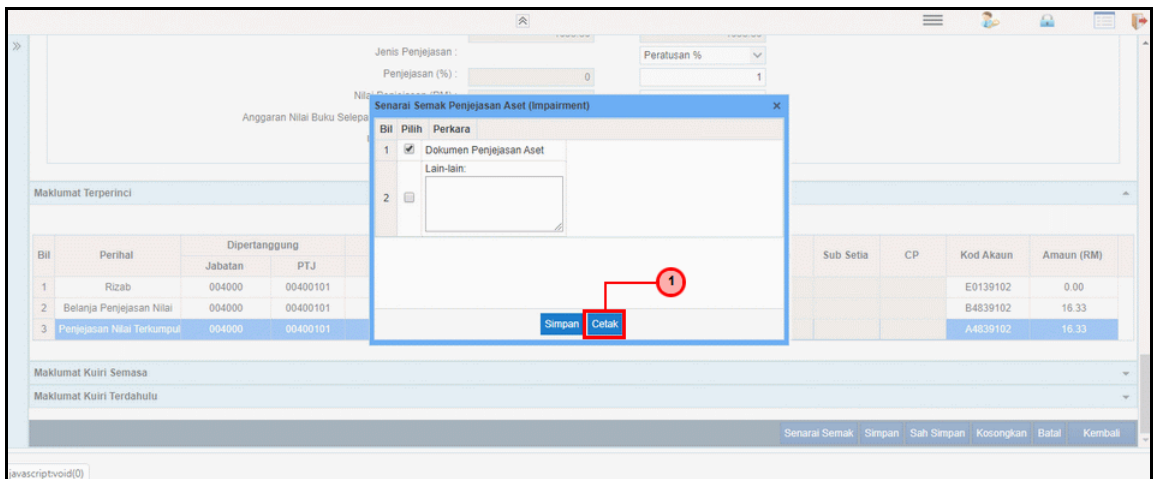 Jenis Penjejasan :
Peratusan %
Penjejasan (%) :
0
1
Anggaran Nilai Buku
Senarai Semak Penjejasan Aset (Impairment)
x
Bil Pilih Perkara
1 Dokumen Penjejasan Aset
2 Lain-lain:
1
Simpan Cetak
Maklumat Terperinci
Bil Perihal Dipertanggung Sub Setia CP Kod Akaun Amaun (RM)
Jabatan PTJ
1 Rizab 004000 00400101 E0139102 0.00
2 Belanja Penjejasan Nilai 004000 00400101 B4839102 16.33
3 Penjejasan Nilai Terkumpul 004000 00400101 A4839102 16.33
Maklumat Kuiri Semasa
Maklumat Kuiri Terdahulu
Senarai Semak Simpan Sah Simpan Kosongkan Batal Kembali
javascript:void(0)